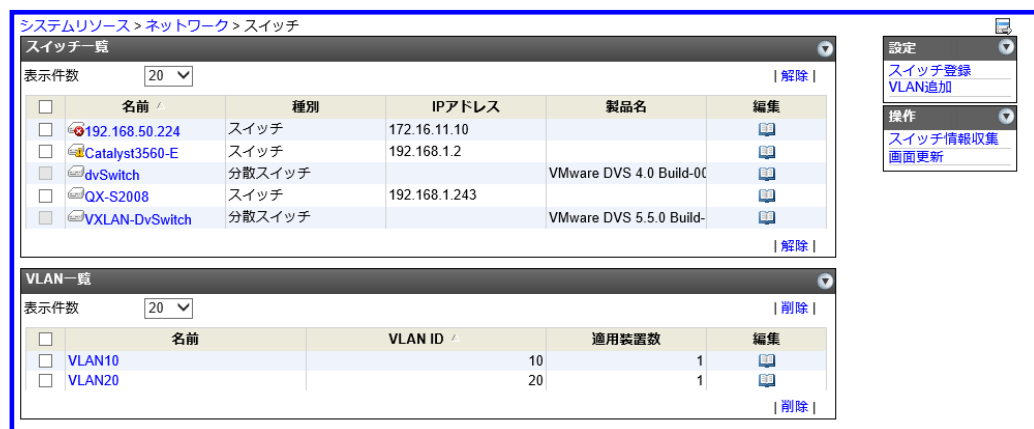 システムリソース > ネットワーク > スイッチ
スイッチ一覧
表示件数 20 | 解除 |
名前 種別 IPアドレス 製品名 編集
192.168.50.224 スイッチ 172.16.11.10
Catalyst3560-E スイッチ 192.168.1.2
dvSwitch 分散スイッチ VMware DVS 4.0 Build-00
QX-S2008 スイッチ 192.168.1.243
VXLAN-DvSwitch 分散スイッチ VMware DVS 5.5.0 Build-
| 解除 |
VLAN一覧
表示件数 20 | 削除 |
名前 VLAN ID 適用装置数 編集
VLAN10 10 1
VLAN20 20 1
| 削除 |
設定
スイッチ登録
VLAN追加
操作
スイッチ情報収集
画面更新